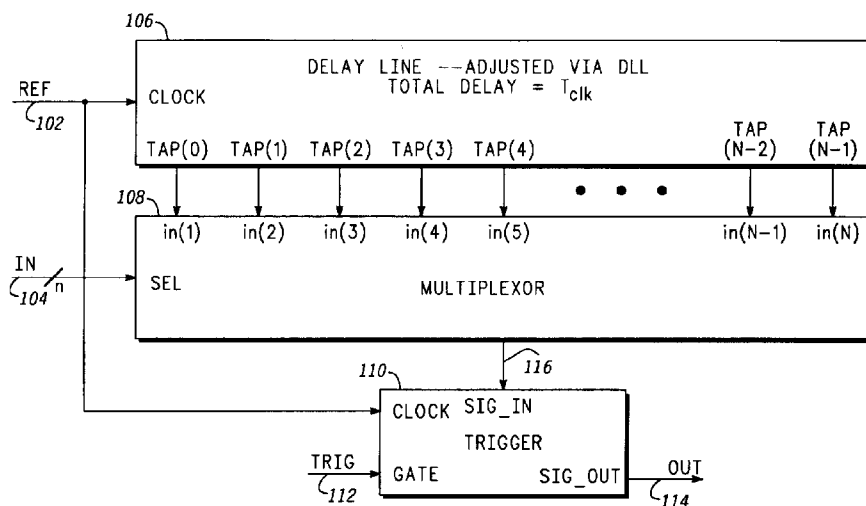 106
DELAY LINE --ADJUSTED VIA DLL
TOTAL DELAY = Tclk
REF
CLOCK
102
TAP(0) TAP(1) TAP(2) TAP(3) TAP(4) TAP (N-2) TAP (N-1)
108
in(1) in(2) in(3) in(4) in(5) in(N-1) in(N)
IN
104 n
SEL
MULTIPLEXOR
116
110
CLOCK SIG_IN
TRIGGER
TRIG
GATE
112
SIG_OUT
OUT
114